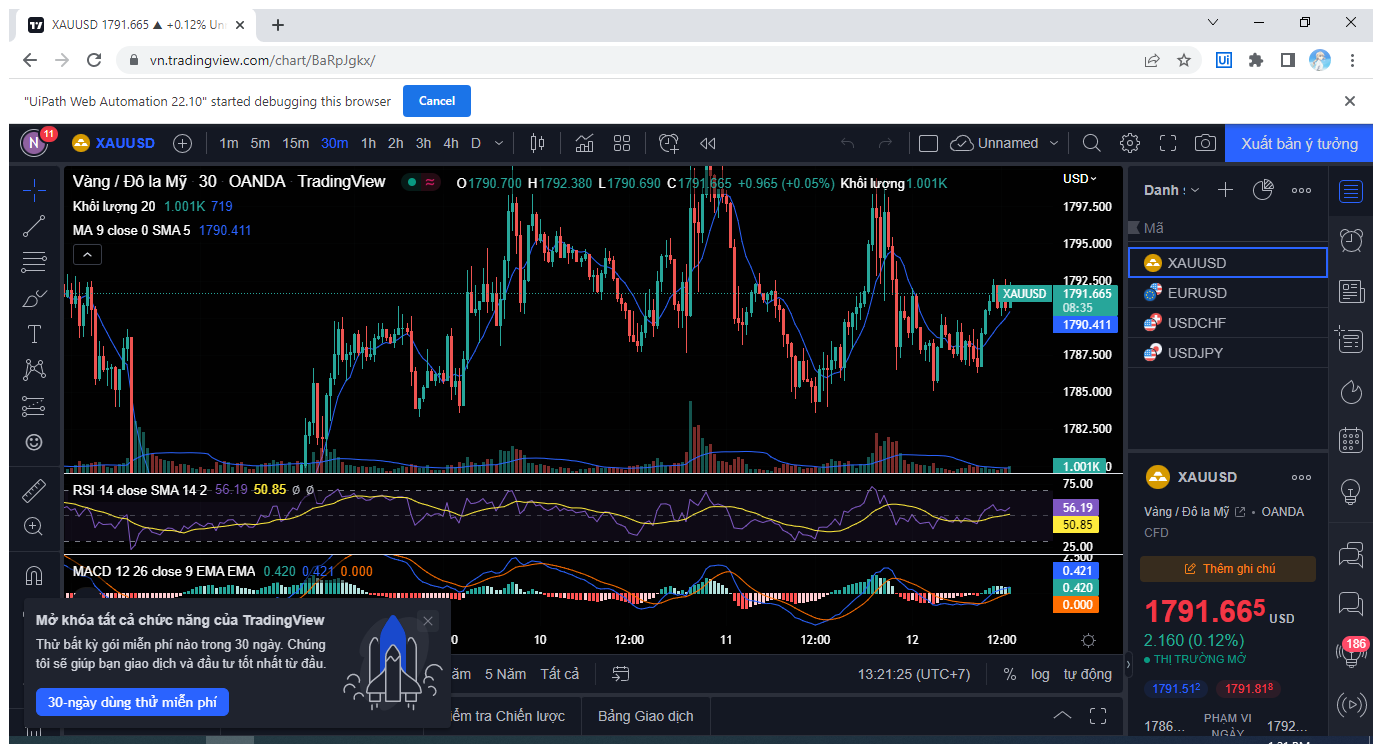 XAUUSD 1791.665 ▲ +0.12% Un
vn.tradingview.com/chart/BaRpJgkx/
"UiPath Web Automation 22.10" started debugging this browser
Cancel
N
11
XAUUSD
1m 5m 15m 30m 1h 2h 3h 4h D
Unnamed
Xuất bản ý tưởng
Vàng / Đô la Mỹ 30 OANDA TradingView
O1790.700 H1792.380 L1790.690 C1791.665 +0.965 (+0.05%) Khối lượng1.001K
Khối lượng 20 1.001K 719
MA 9 close 0 SMA 5 1790.411
USD
1797.500
1795.000
1792.500
XAUUSD 1791.665
08:35
1790.411
1787.500
1785.000
1782.500
1.001K 0
RSI 14 close SMA 14 2 56.19 50.85 ø ø
75.00
56.19
50.85
25.00
MACD 12 26 close 9 EMA EMA 0.420 0.421 0.000
2.500
0.421
0.420
0.000
0 10 12:00 11 12:00 12 12:00
Mở khóa tất cả chức năng của TradingView
Thử bất kỳ gói miễn phí nào trong 30 ngày. Chúng
tôi sẽ giúp bạn giao dịch và đầu tư tốt nhất từ đầu.
30-ngày dùng thử miễn phí
ăm 5 Năm Tất cả
13:21:25 (UTC+7) % log tự động
iểm tra Chiến lược Bảng Giao dịch
Danh s
Mã
XAUUSD
EURUSD
USDCHF
USDJPY
XAUUSD
Vàng / Đô la Mỹ • OANDA
CFD
Thêm ghi chú
1791.665 USD
2.160 (0.12%)
THỊ TRƯỜNG MỞ
1791.512 1791.818
1786... PHẠM VI 1792...
NGÀY
186
Ui